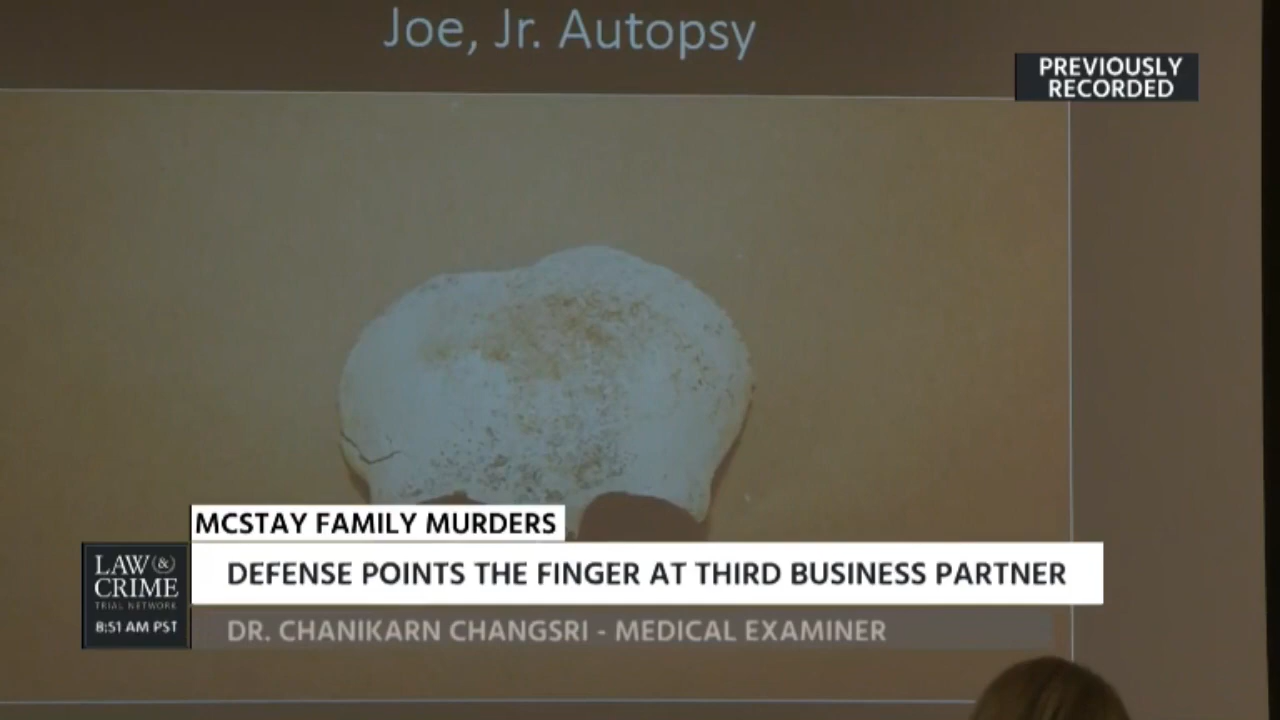 Joe, Jr. Autopsy
PREVIOUSLY
RECORDED
MCSTAY FAMILY MURDERS
DEFENSE POINTS THE FINGER AT THIRD BUSINESS PARTNER
LAW &
CRIME
TRIAL NETWORK
8:51 AM PST
DR. CHANIKARN CHANGSRI - MEDICAL EXAMINER